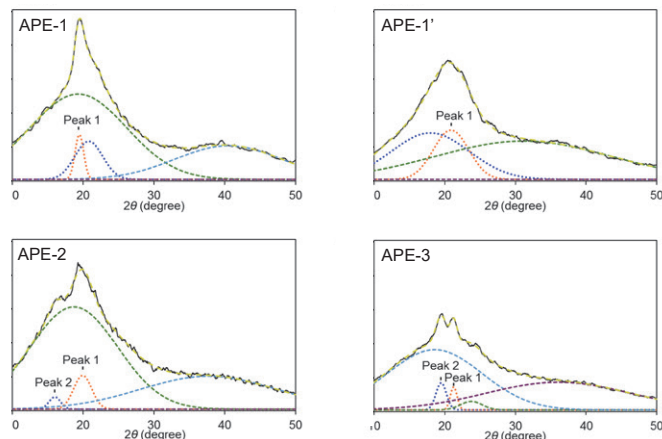 APE-1
Peak 1
0 10 20 30 40 50
2θ (degree)
APE-1’
Peak 1
0 10 20 30 40 50
2θ (degree)
APE-2
Peak 1
Peak 2
0 10 20 30 40 50
2θ (degree)
APE-3
Peak 2
Peak 1
0 10 20 30 40 50
2θ (degree)